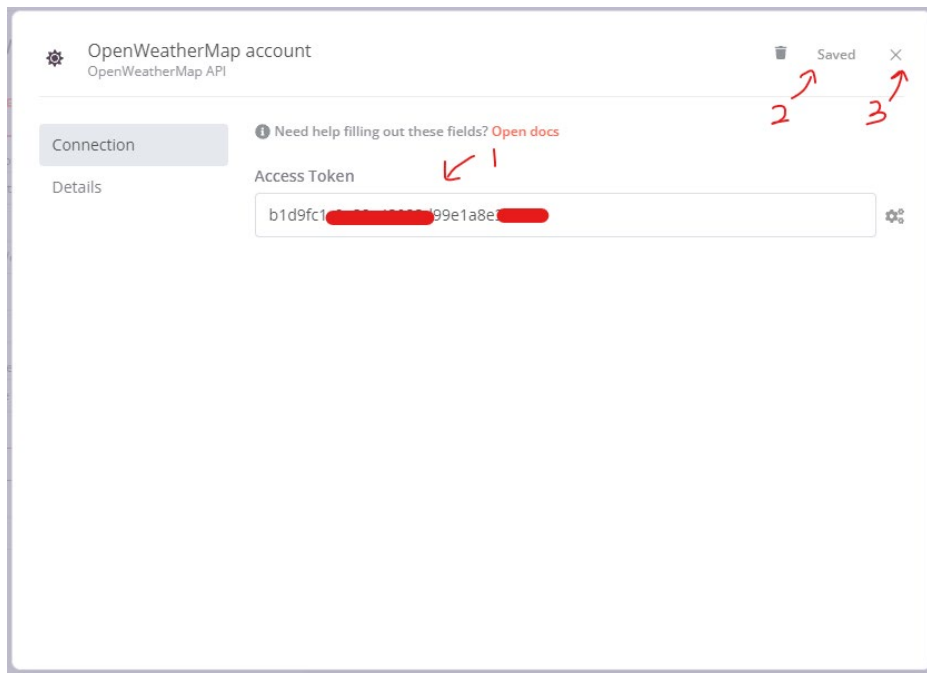 OpenWeatherMap account
OpenWeatherMap API
Saved
2
3
Connection
Details
Need help filling out these fields? Open docs
1
Access Token
b1d9fc1 99e1a8e